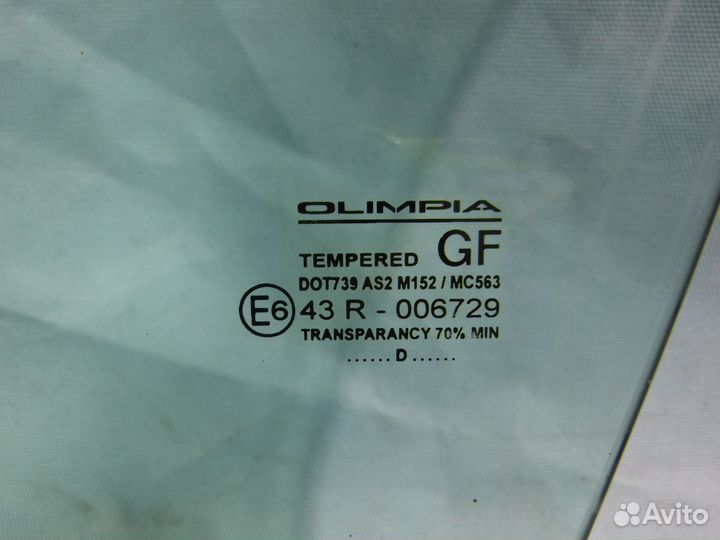 OLIMPIA
TEMPERED GF
DOT739 AS2 M152 / MC563
E6 43 R - 006729
TRANSPARANCY 70% MIN
...... D ......
Avito